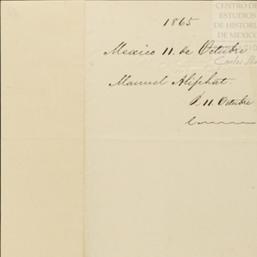 CENTRO DE
ESTUDIOS
DE HISTORIA
DE MEXICO
1865
Mexico 11 de Octubre
Manuel Aliphat
11 Octubre